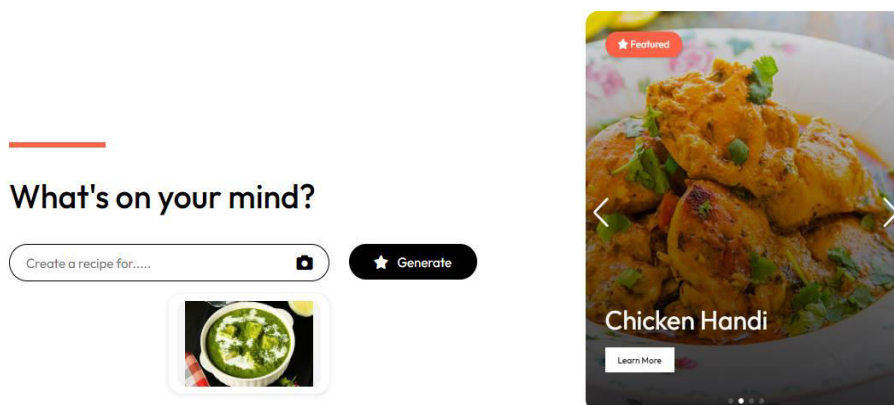 What's on your mind?
Create a recipe for.....
Generate
Featured
Chicken Handi
Learn More